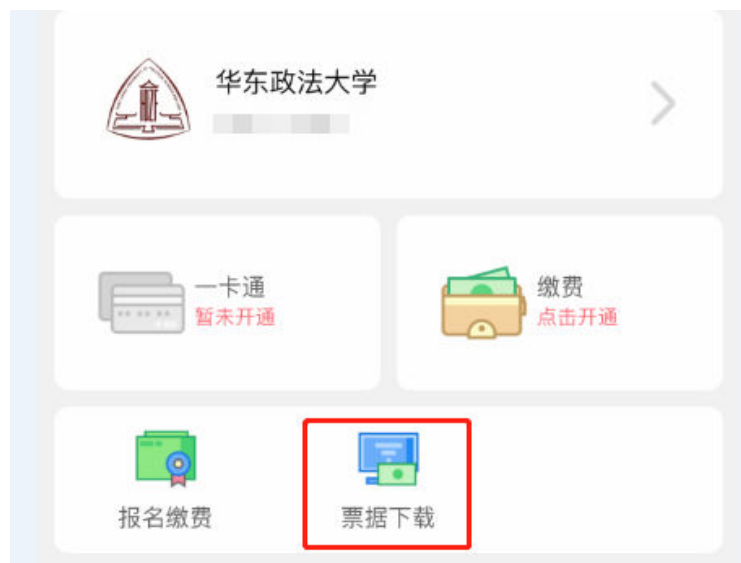 华东政法大学
一卡通
暂未开通
缴费
点击开通
报名缴费
票据下载